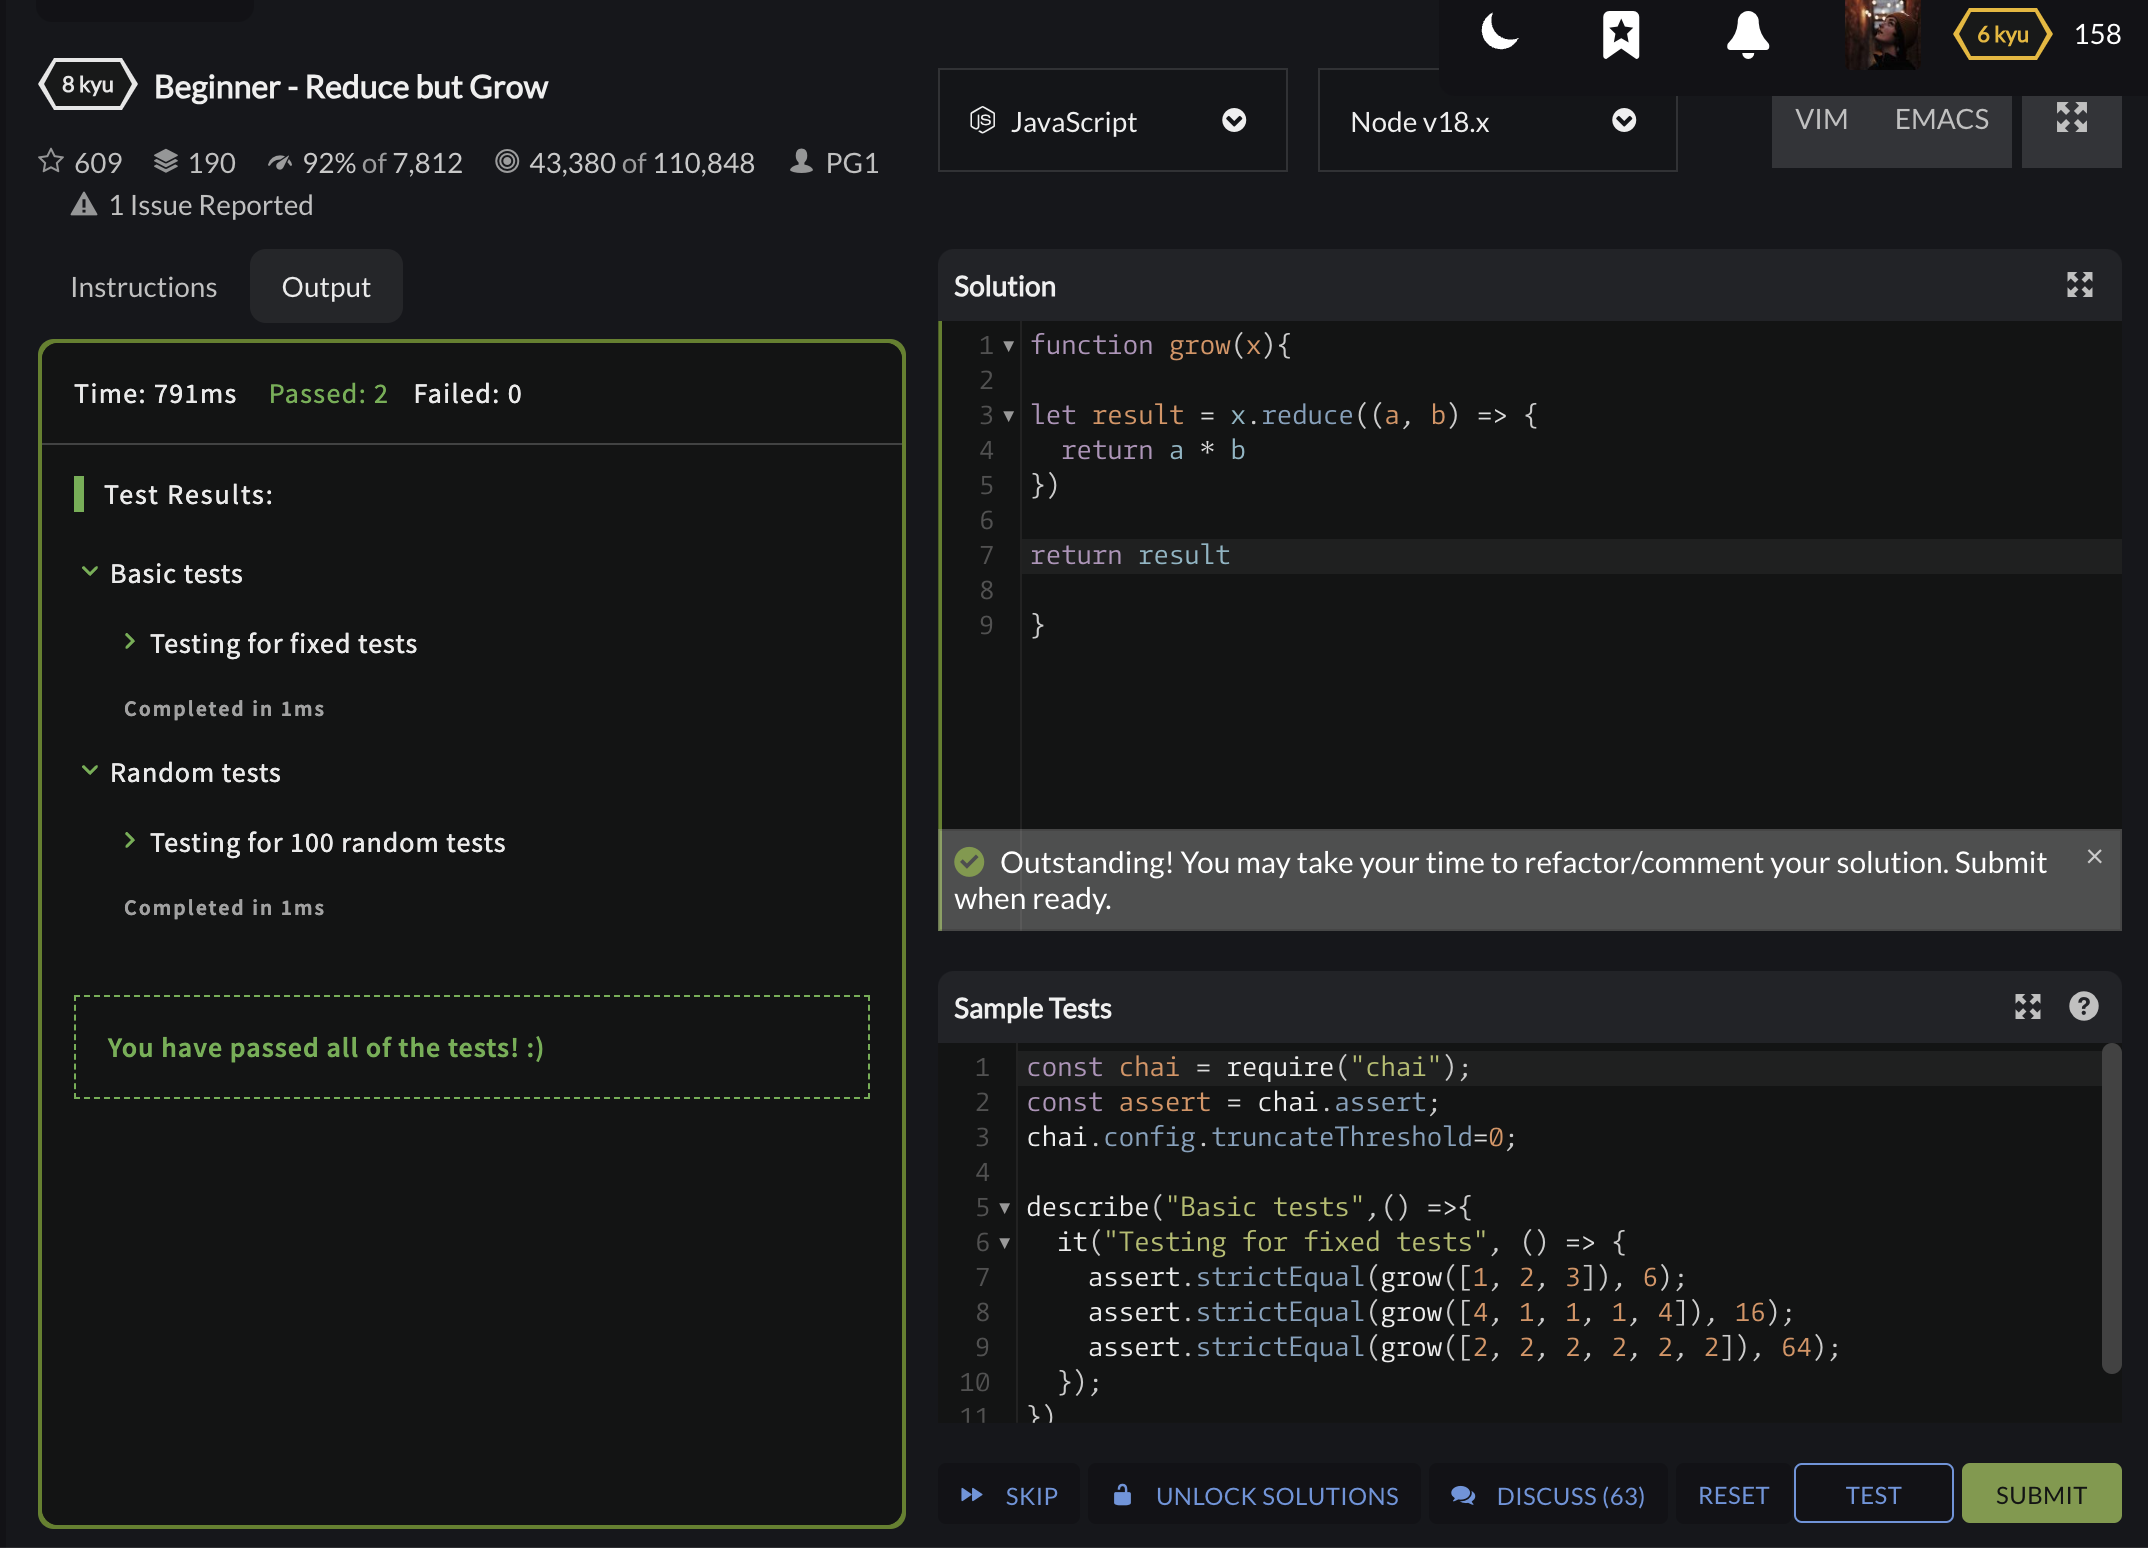 6 kyu 158
8 kyu Beginner - Reduce but Grow
609 190 92% of 7,812 43,380 of 110,848 PG1
1 Issue Reported
JavaScript
Node v18.x
VIM EMACS
Instructions Output
Time: 791ms Passed: 2 Failed: 0
Test Results:
Basic tests
Testing for fixed tests
Completed in 1ms
Random tests
Testing for 100 random tests
Completed in 1ms
You have passed all of the tests! :)
Solution
1 function grow(x){
2
3 let result = x.reduce((a, b) => {
4   return a * b
5 })
6
7 return result
8
9 }
Outstanding! You may take your time to refactor/comment your solution. Submit
when ready.
Sample Tests
1 const chai = require("chai");
2 const assert = chai.assert;
3 chai.config.truncateThreshold=0;
4
5 describe("Basic tests",() =>{
6   it("Testing for fixed tests", () => {
7     assert.strictEqual(grow([1, 2, 3]), 6);
8     assert.strictEqual(grow([4, 1, 1, 1, 4]), 16);
9     assert.strictEqual(grow([2, 2, 2, 2, 2, 2]), 64);
10   });
11 })
SKIP UNLOCK SOLUTIONS DISCUSS (63) RESET TEST SUBMIT